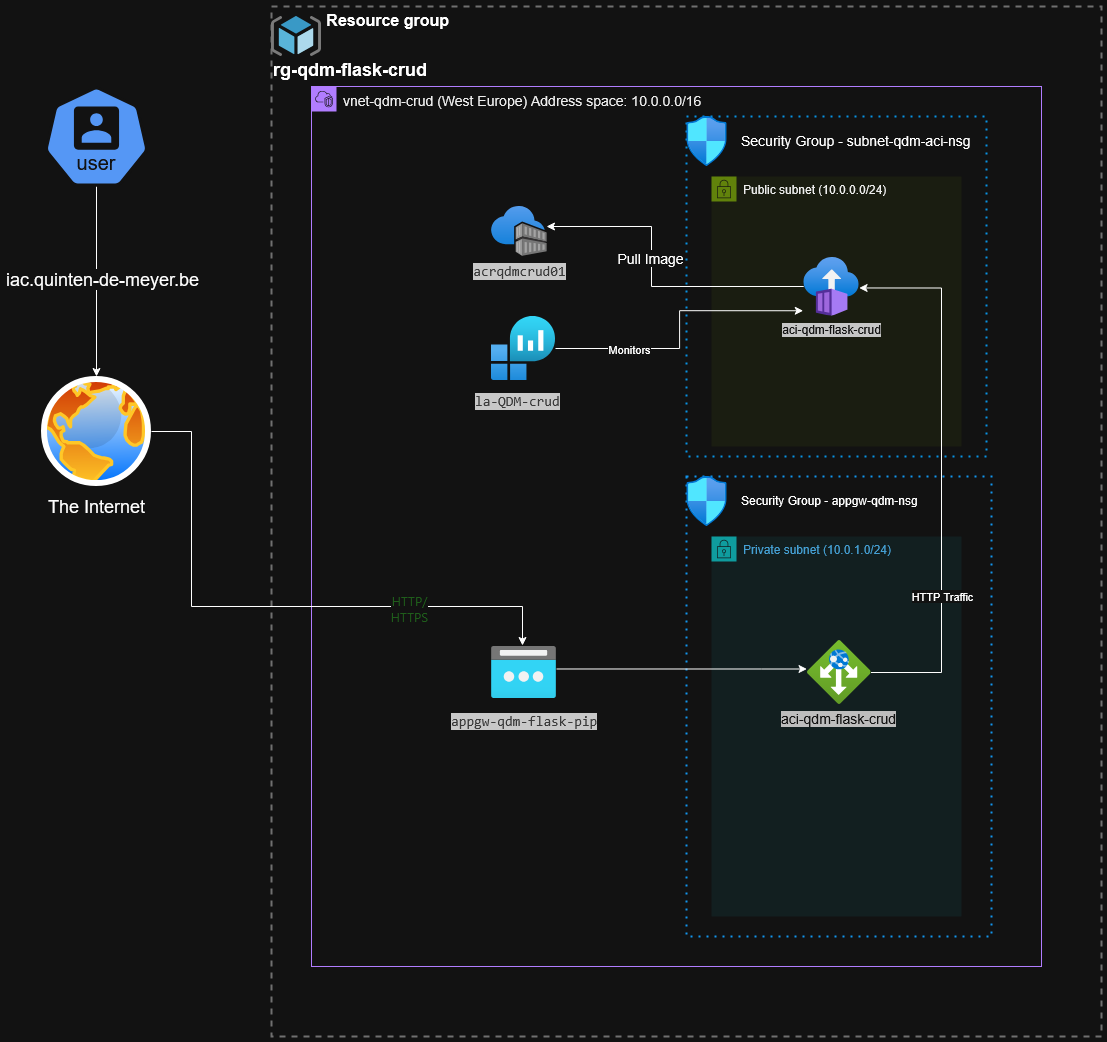 Resource group
rg-qdm-flask-crud
vnet-qdm-crud (West Europe) Address space: 10.0.0.0/16
user
iac.quinten-de-meyer.be
The Internet
Security Group - subnet-qdm-aci-nsg
Public subnet (10.0.0.0/24)
acrqdmcrud01
Pull Image
aci-qdm-flask-crud
Monitors
la-QDM-crud
Security Group - appgw-qdm-nsg
Private subnet (10.0.1.0/24)
HTTP Traffic
HTTP/
HTTPS
appgw-qdm-flask-pip
aci-qdm-flask-crud